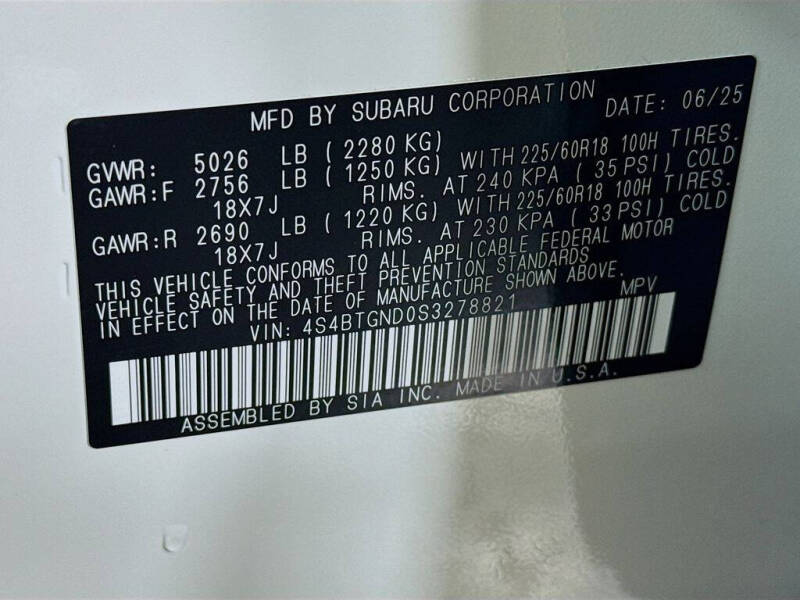 MFD BY SUBARU CORPORATION DATE: 06/25
GVWR: 5026 LB ( 2280 KG)
GAWR:F 2756 LB ( 1250 KG) WITH 225/60R18 100H TIRES.
18X7J RIMS. AT 240 KPA ( 35 PSI) COLD
GAWR:R 2690 LB ( 1220 KG) WITH 225/60R18 100H TIRES.
18X7J RIMS. AT 230 KPA ( 33 PSI) COLD
THIS VEHICLE CONFORMS TO ALL APPLICABLE FEDERAL MOTOR
VEHICLE SAFETY AND THEFT PREVENTION STANDARDS
IN EFFECT ON THE DATE OF MANUFACTURE SHOWN ABOVE.
VIN: 4S4BTGND0S3278821 MPV
ASSEMBLED BY SIA INC. MADE IN U.S.A.